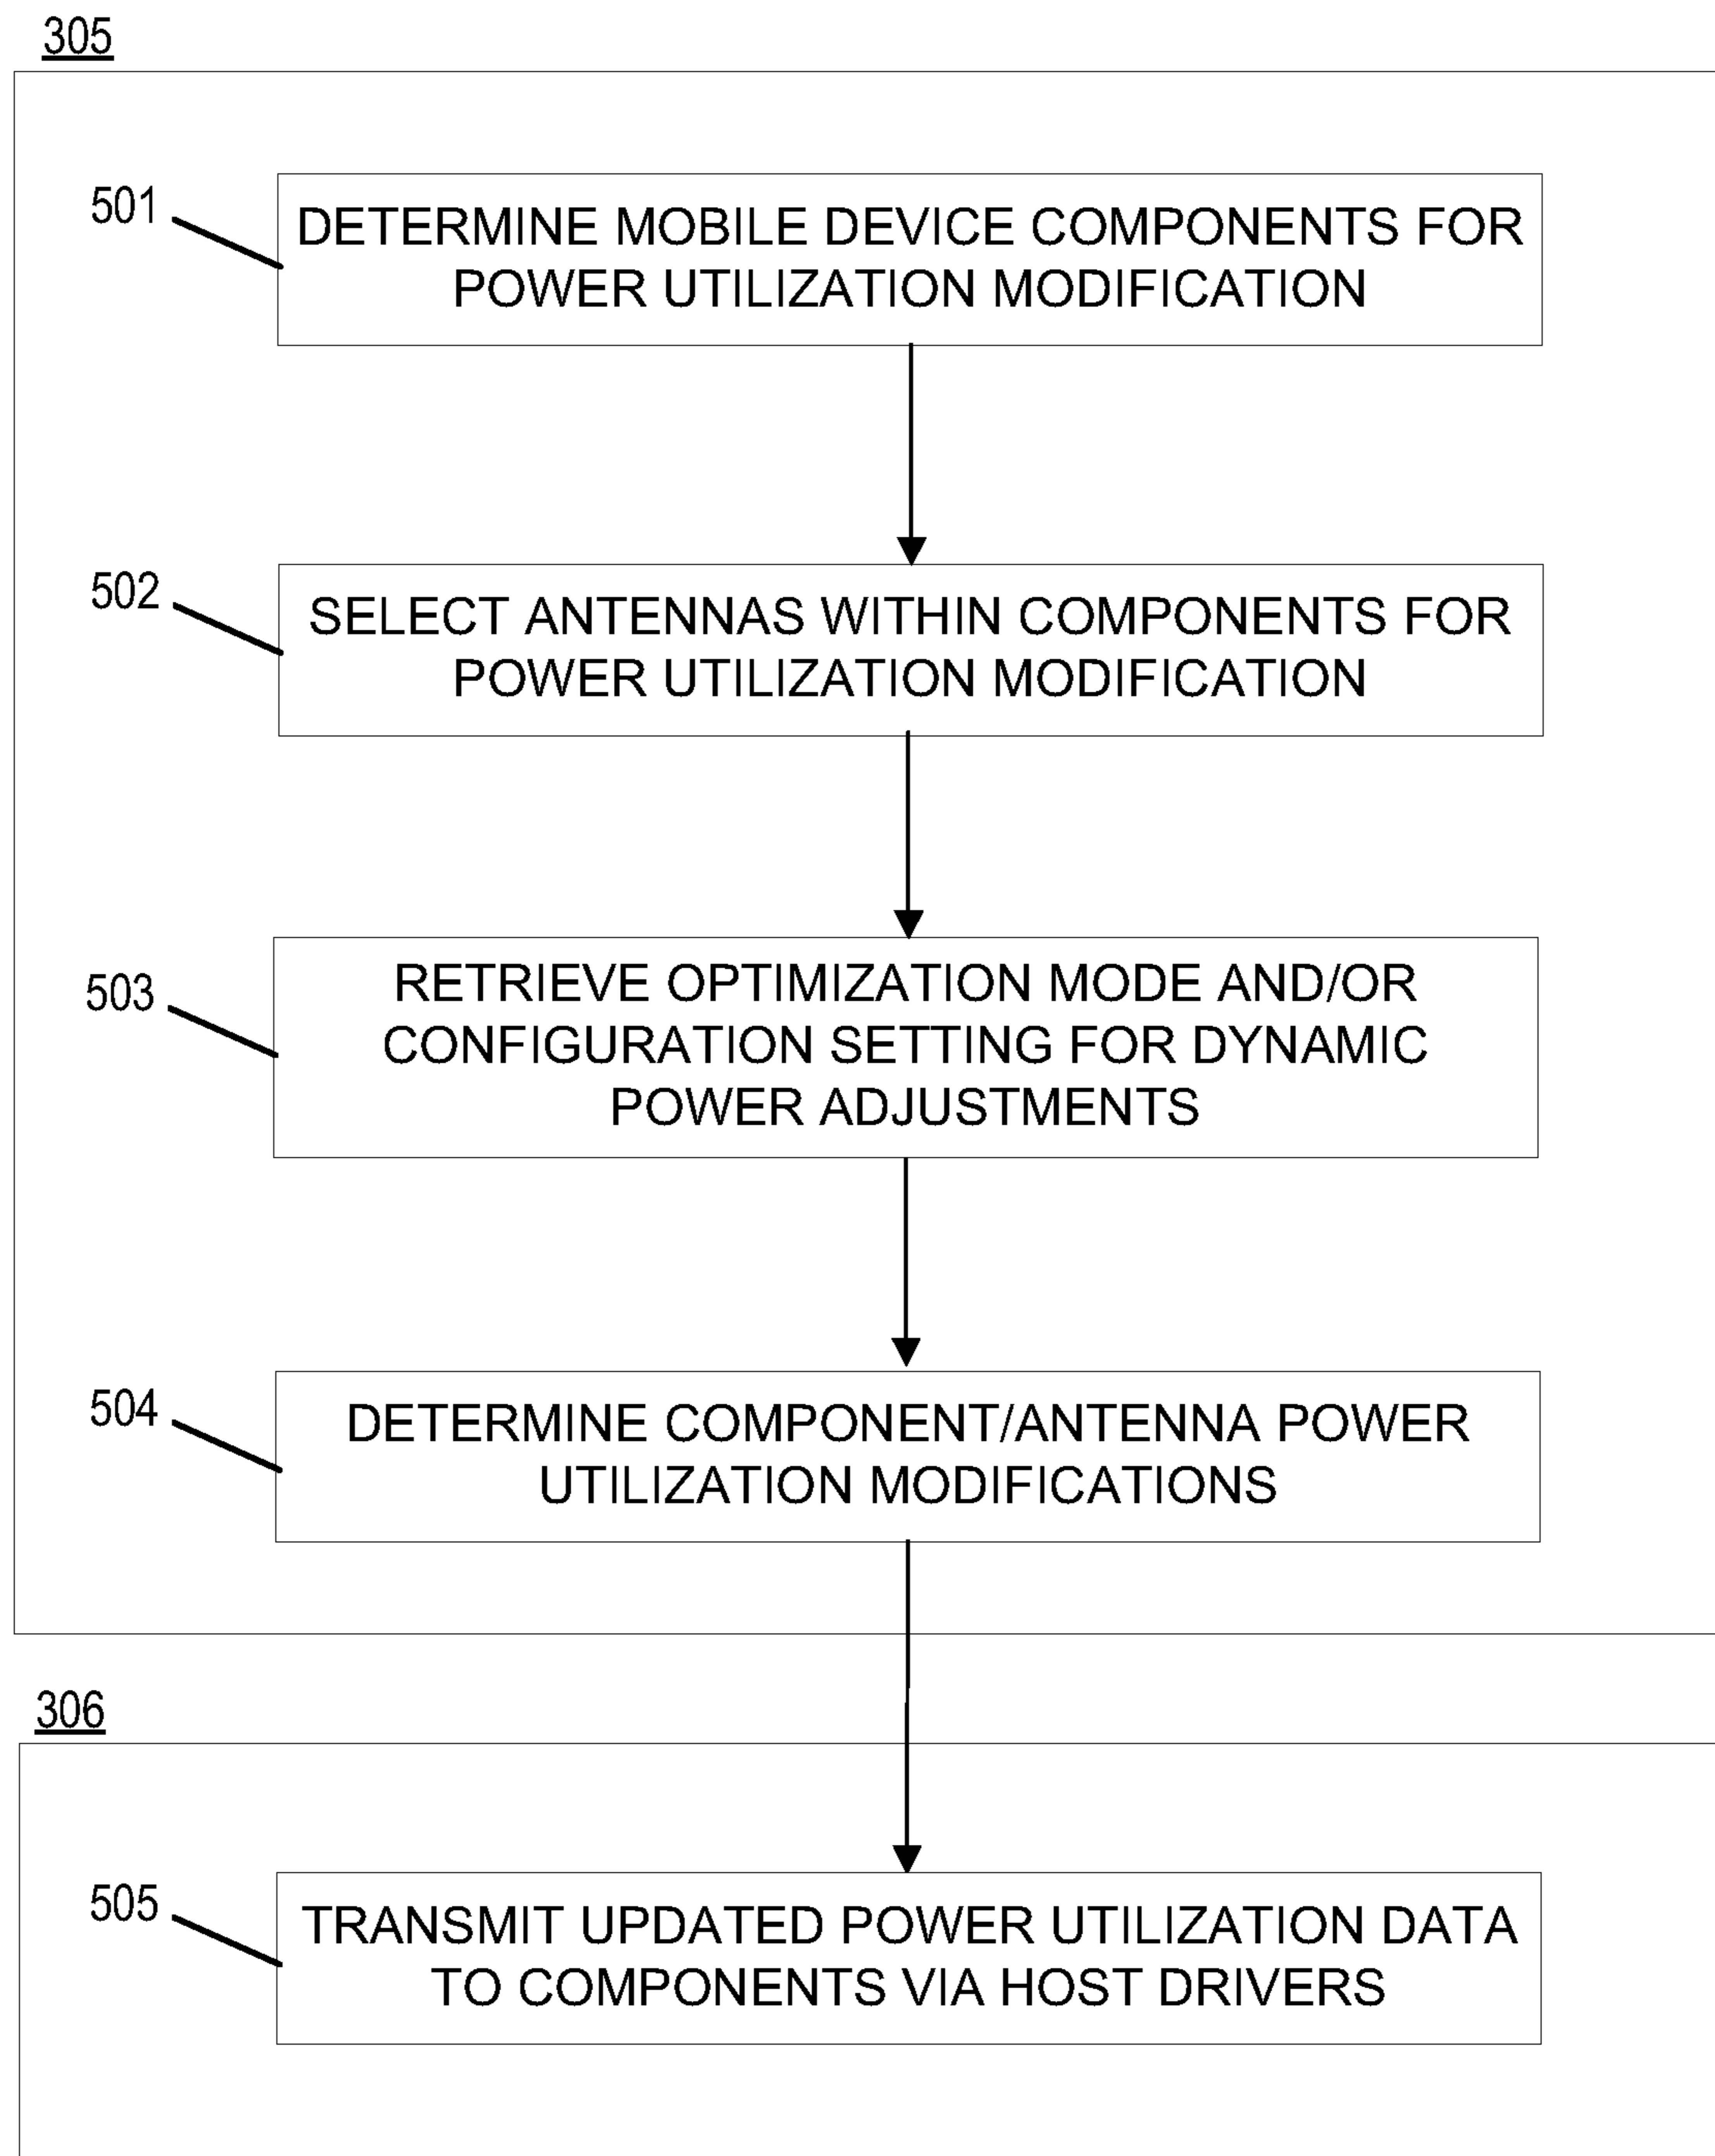 305
501
DETERMINE MOBILE DEVICE COMPONENTS FOR
POWER UTILIZATION MODIFICATION
502
SELECT ANTENNAS WITHIN COMPONENTS FOR
POWER UTILIZATION MODIFICATION
503
RETRIEVE OPTIMIZATION MODE AND/OR
CONFIGURATION SETTING FOR DYNAMIC
POWER ADJUSTMENTS
504
DETERMINE COMPONENT/ANTENNA POWER
UTILIZATION MODIFICATIONS
306
505
TRANSMIT UPDATED POWER UTILIZATION DATA
TO COMPONENTS VIA HOST DRIVERS